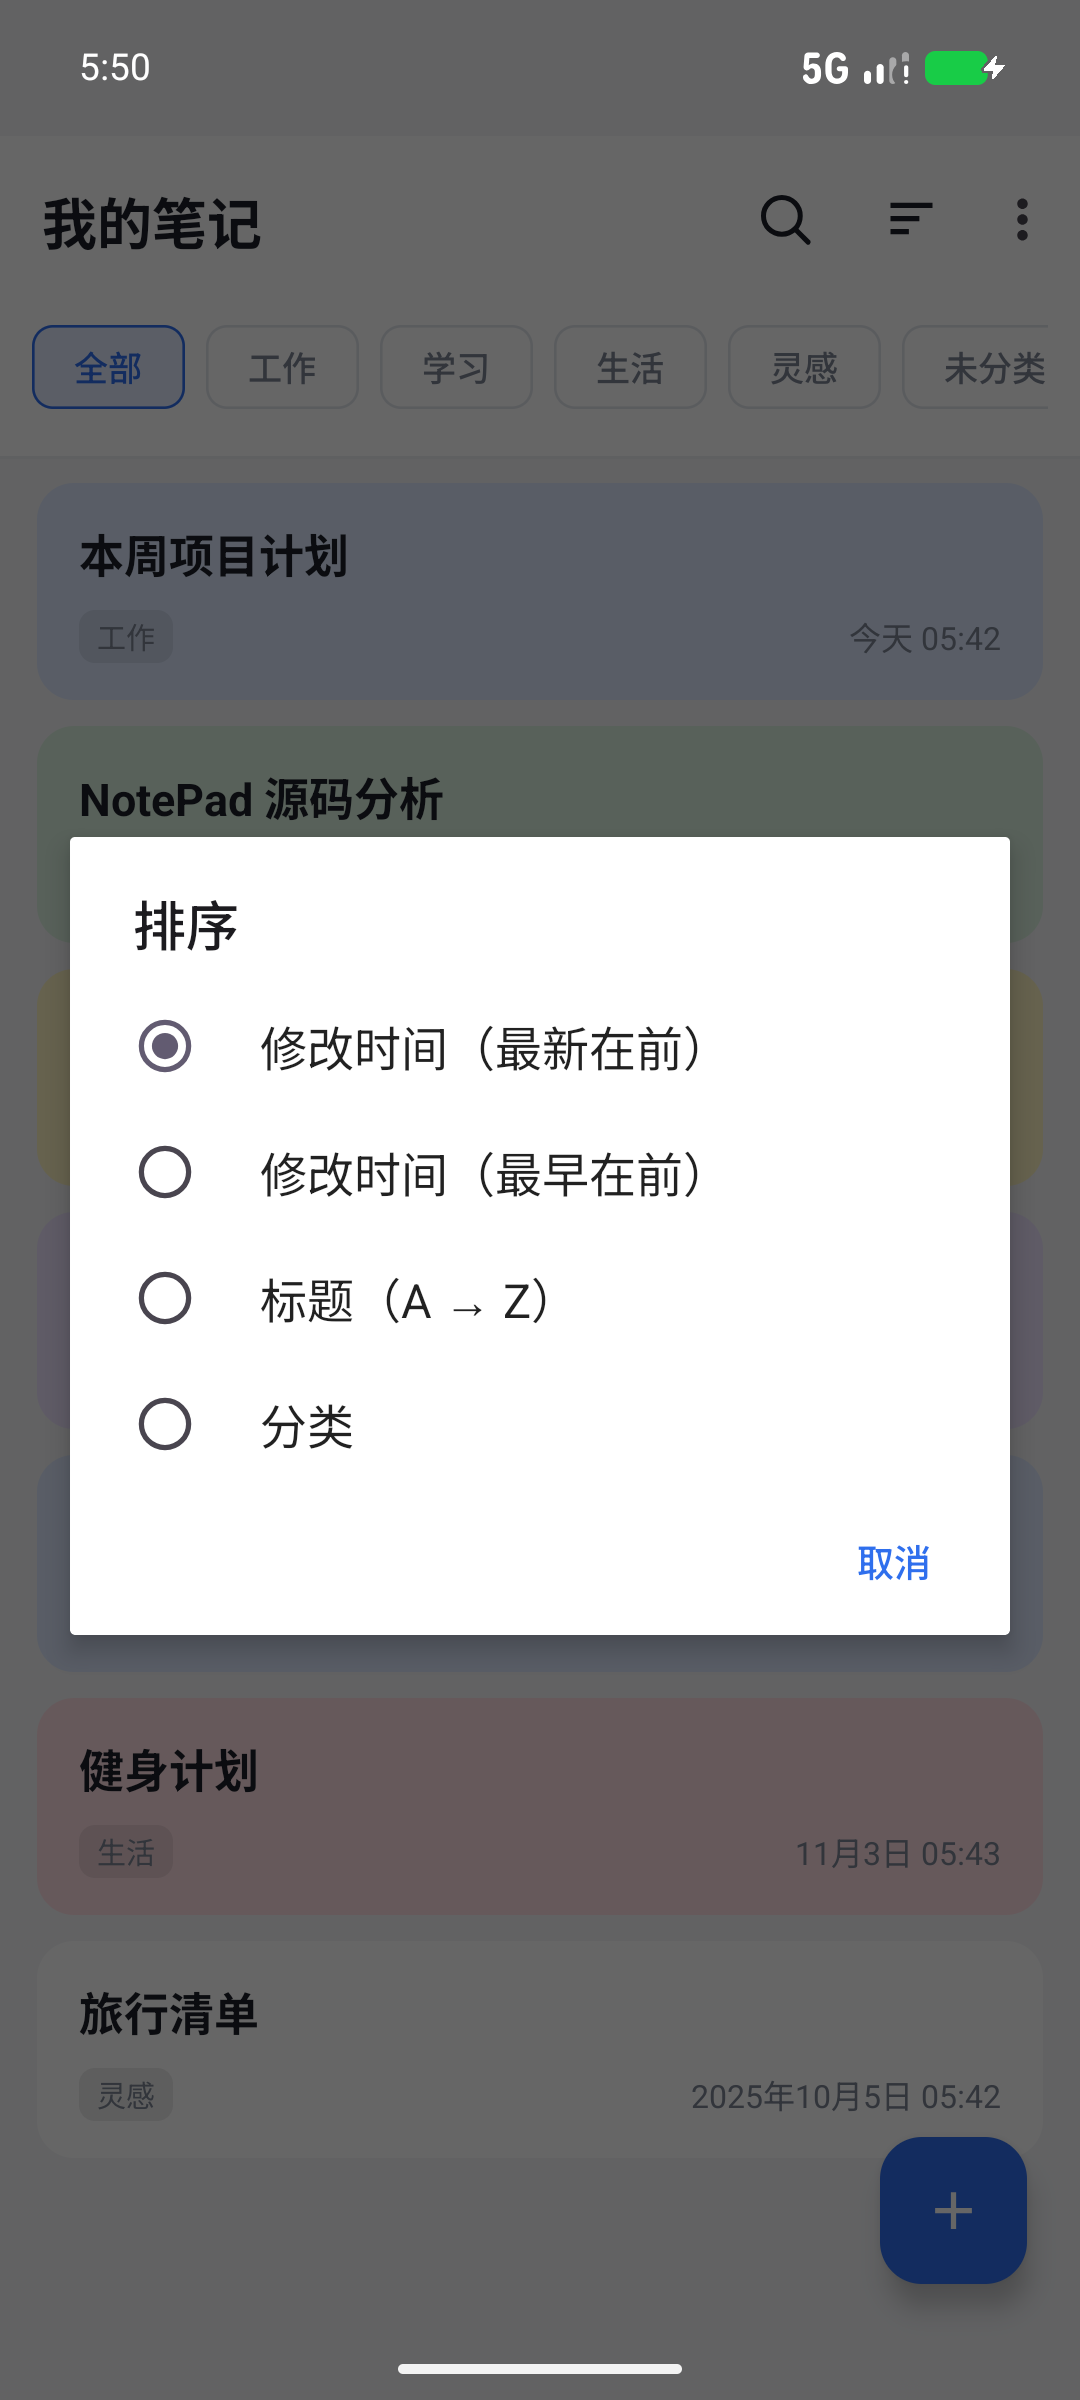 5:50
5G
我的笔记
全部 工作 学习 生活 灵感 未分类
本周项目计划
工作 今天 05:42
NotePad 源码分析
排序
修改时间（最新在前）
修改时间（最早在前）
标题（A → Z）
分类
取消
健身计划
生活 11月3日 05:43
旅行清单
灵感 2025年10月5日 05:42